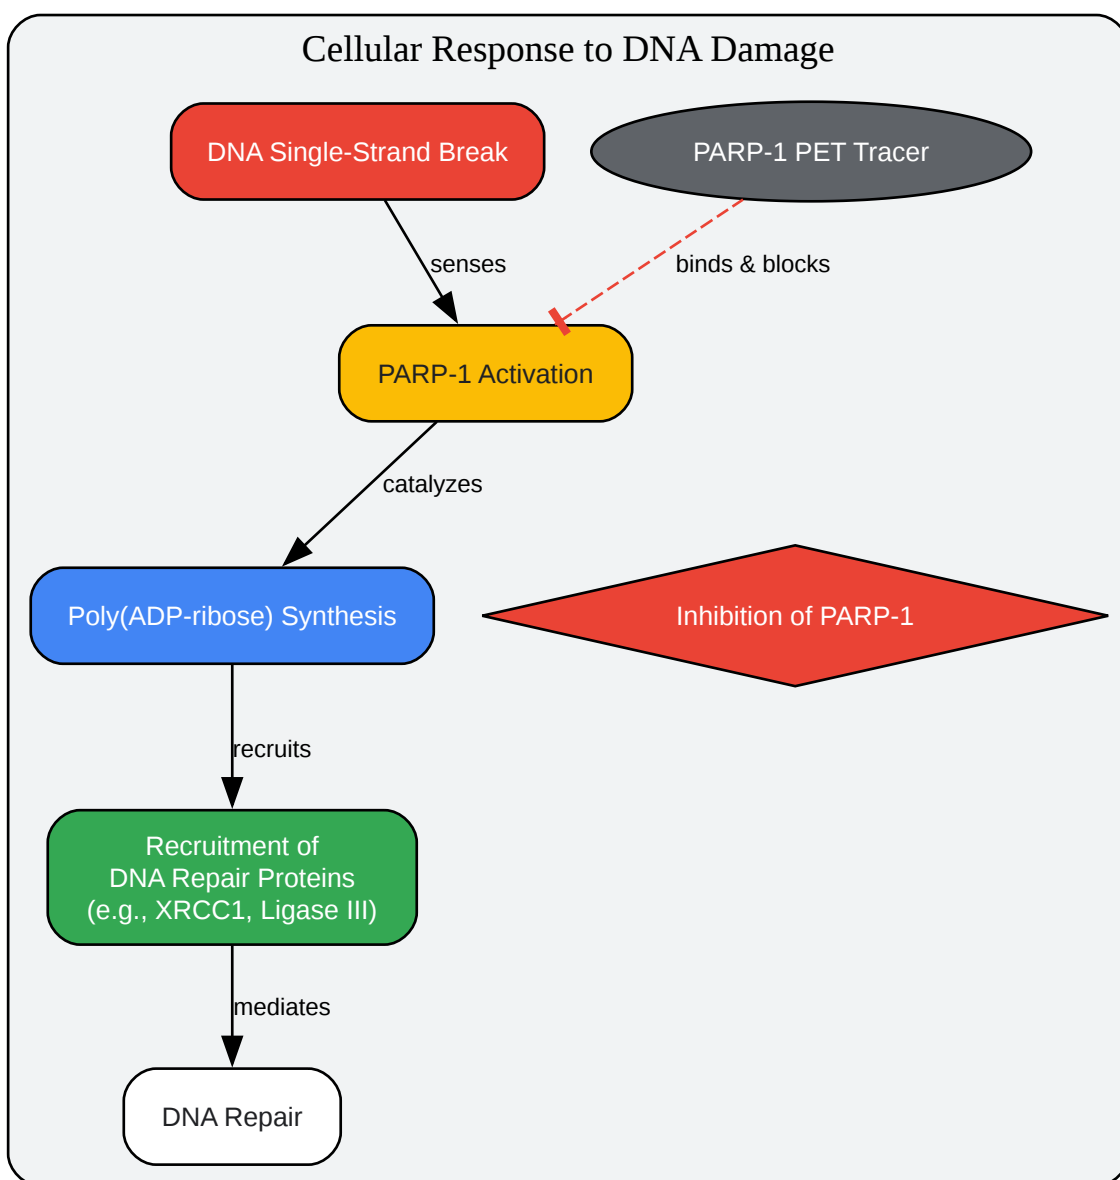 Cellular Response to DNA Damage
DNA Single-Strand Break
PARP-1 PET Tracer
senses
binds & blocks
PARP-1 Activation
catalyzes
Poly(ADP-ribose) Synthesis
Inhibition of PARP-1
recruits
Recruitment of
DNA Repair Proteins
(e.g., XRCC1, Ligase III)
mediates
DNA Repair